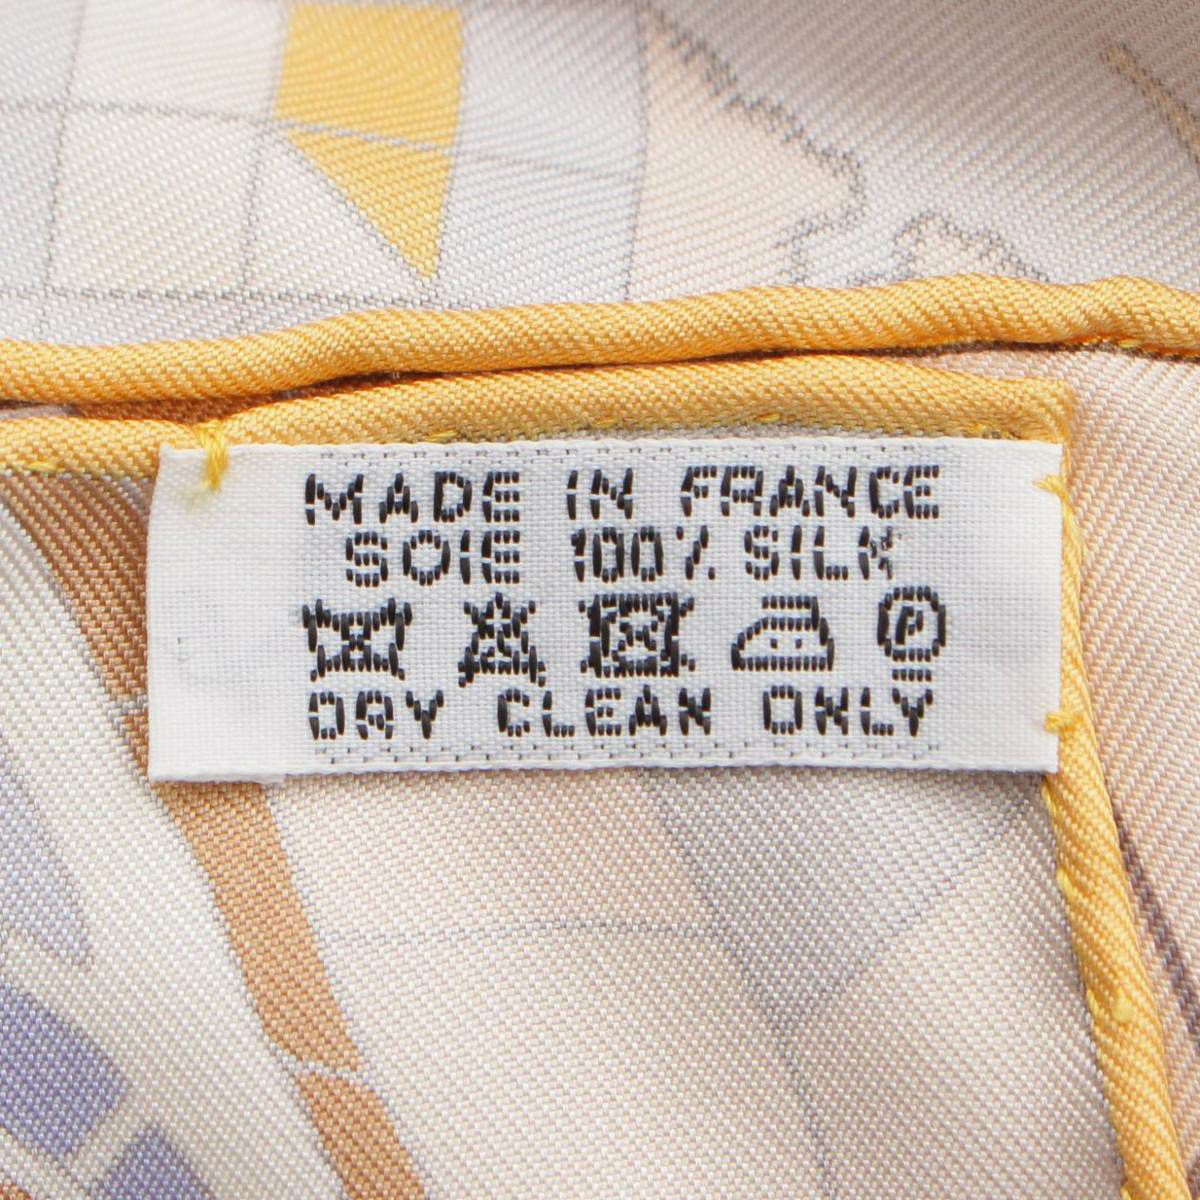 MADE IN FRANCE
SOIE 100% SILK
P
DRY CLEAN ONLY